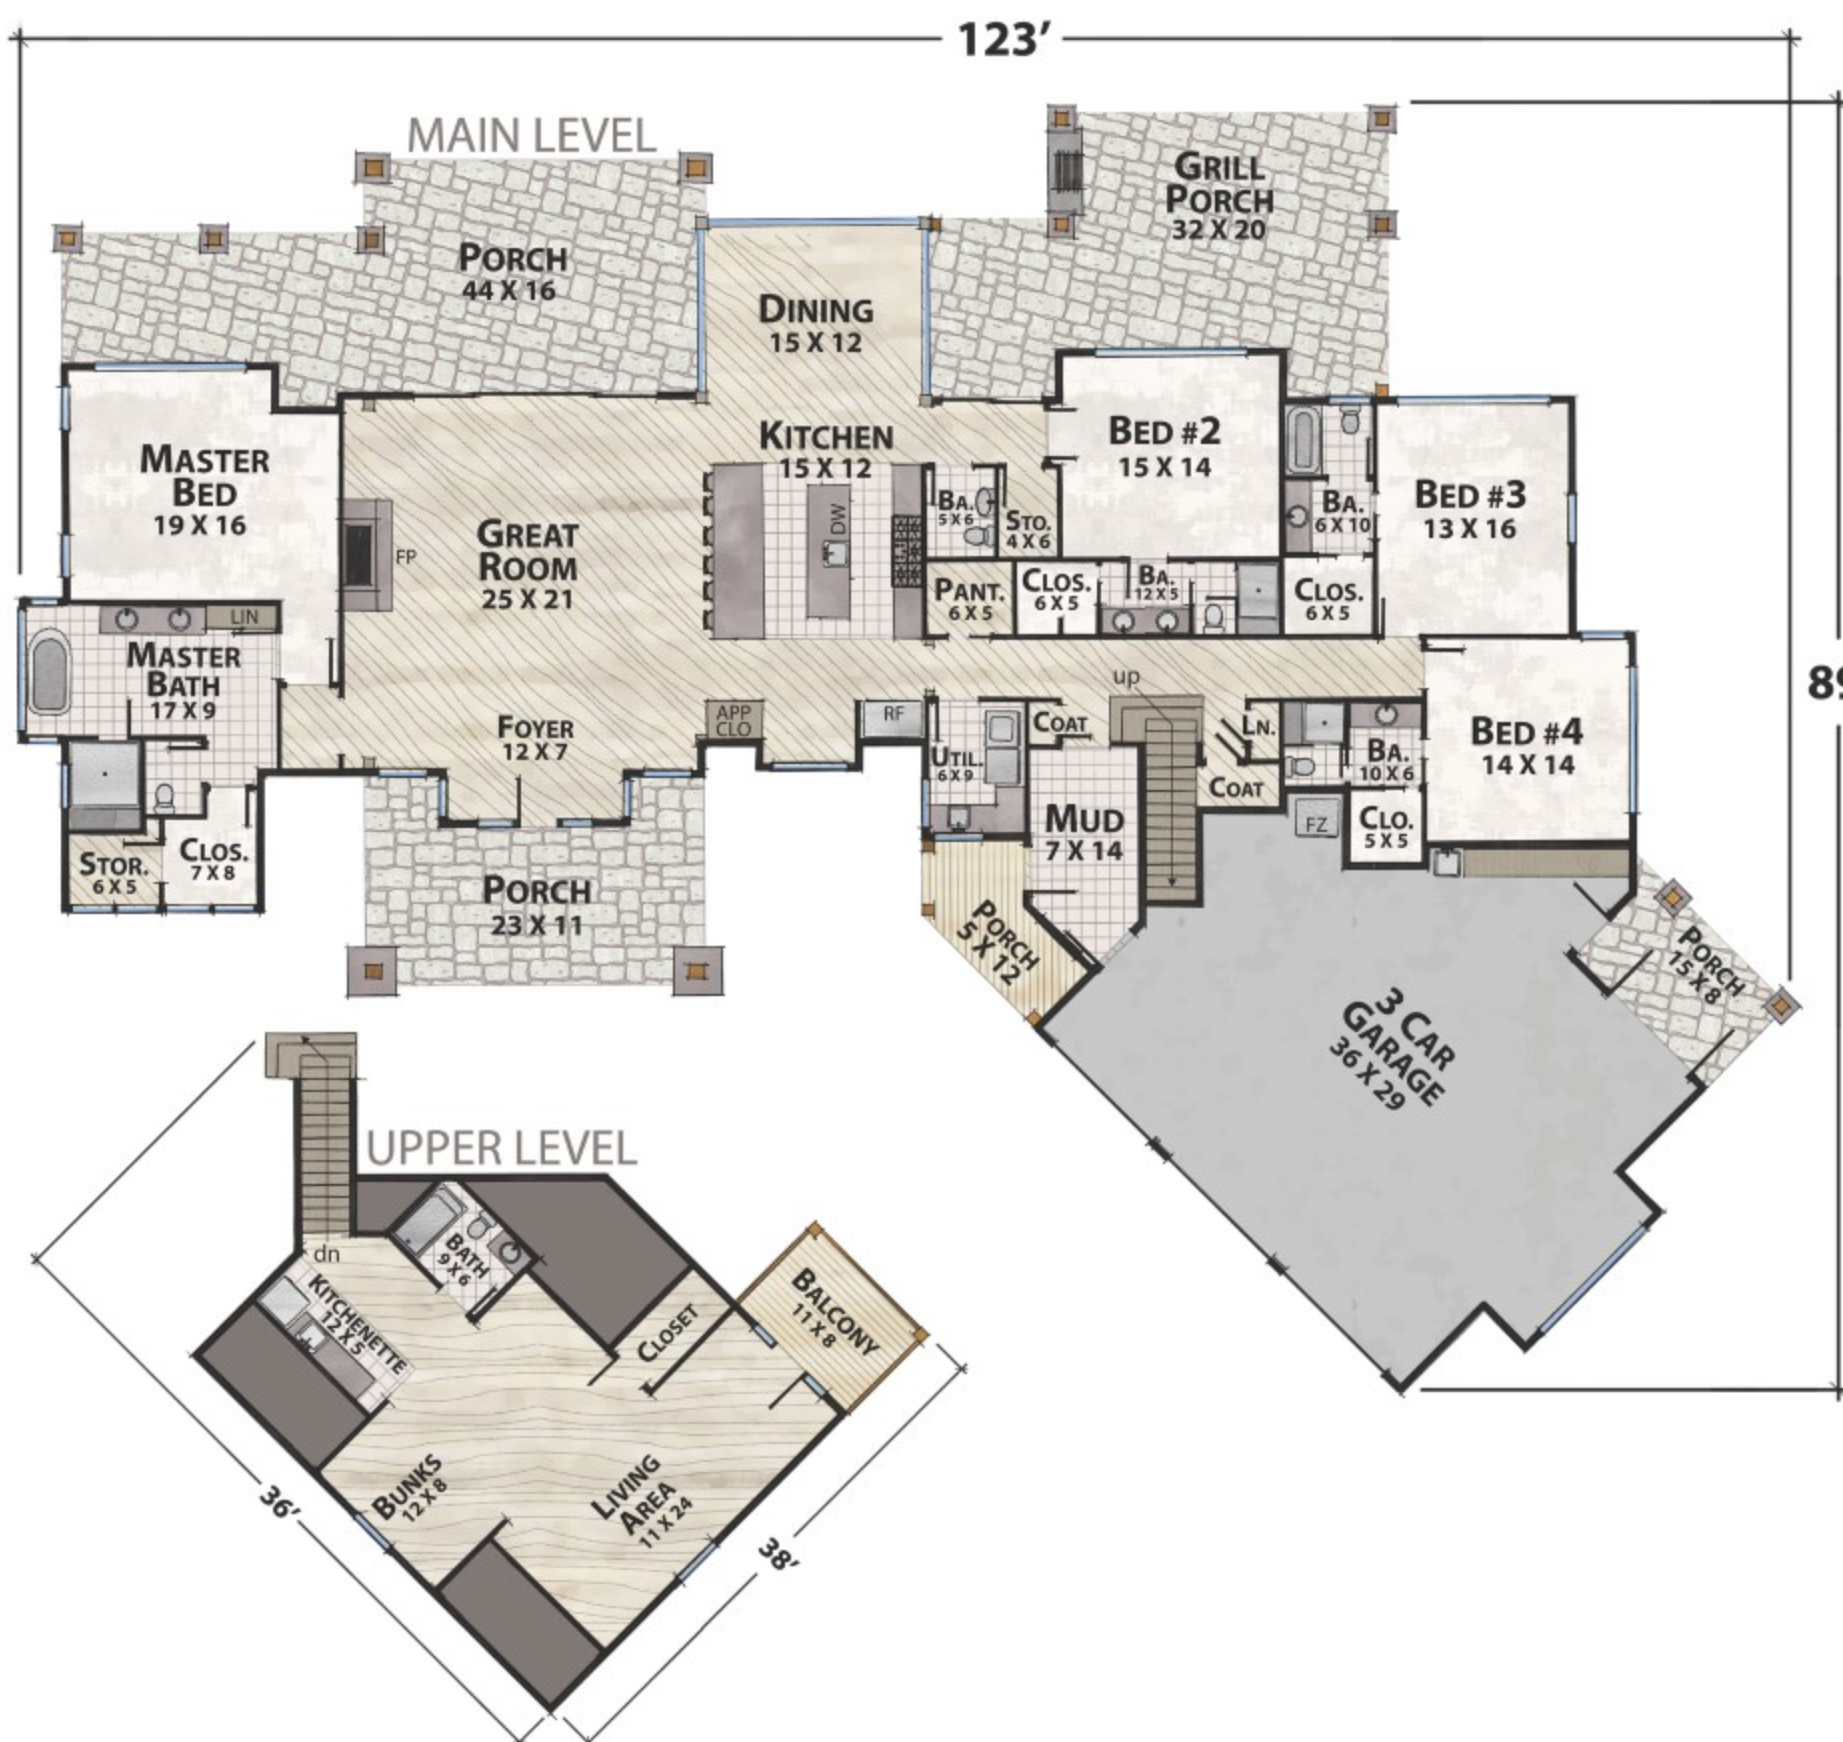 123'
MAIN LEVEL
GRILL
PORCH
32 X 20
PORCH
44 X 16
DINING
15 X 12
KITCHEN
15 X 12
DW
MASTER
BED
19 X 16
FP
GREAT
ROOM
25 X 21
BA.
5 X 6
STO.
4 X 6
BED #2
15 X 14
BA.
6 X 10
BED #3
13 X 16
PANT.
6 X 5
CLOS.
6 X 5
BA.
12 X 5
CLOS.
6 X 5
LIN
MASTER
BATH
17 X 9
FOYER
12 X 7
APP
CLO
RF
up
COAT
UTIL.
6 X 9
LN.
COAT
BA.
10 X 6
BED #4
14 X 14
89
MUD
7 X 14
FZ
CLO.
5 X 5
STOR.
6 X 5
CLOS.
7 X 8
PORCH
23 X 11
PORCH
5 X 12
PORCH
15 X 8
3 CAR
GARAGE
36 X 29
UPPER LEVEL
dn
BATH
9 X 6
KITCHENETTE
12 X 5
CLOSET
BALCONY
11 X 8
BUNKS
12 X 8
LIVING
AREA
11 X 24
36'
38'